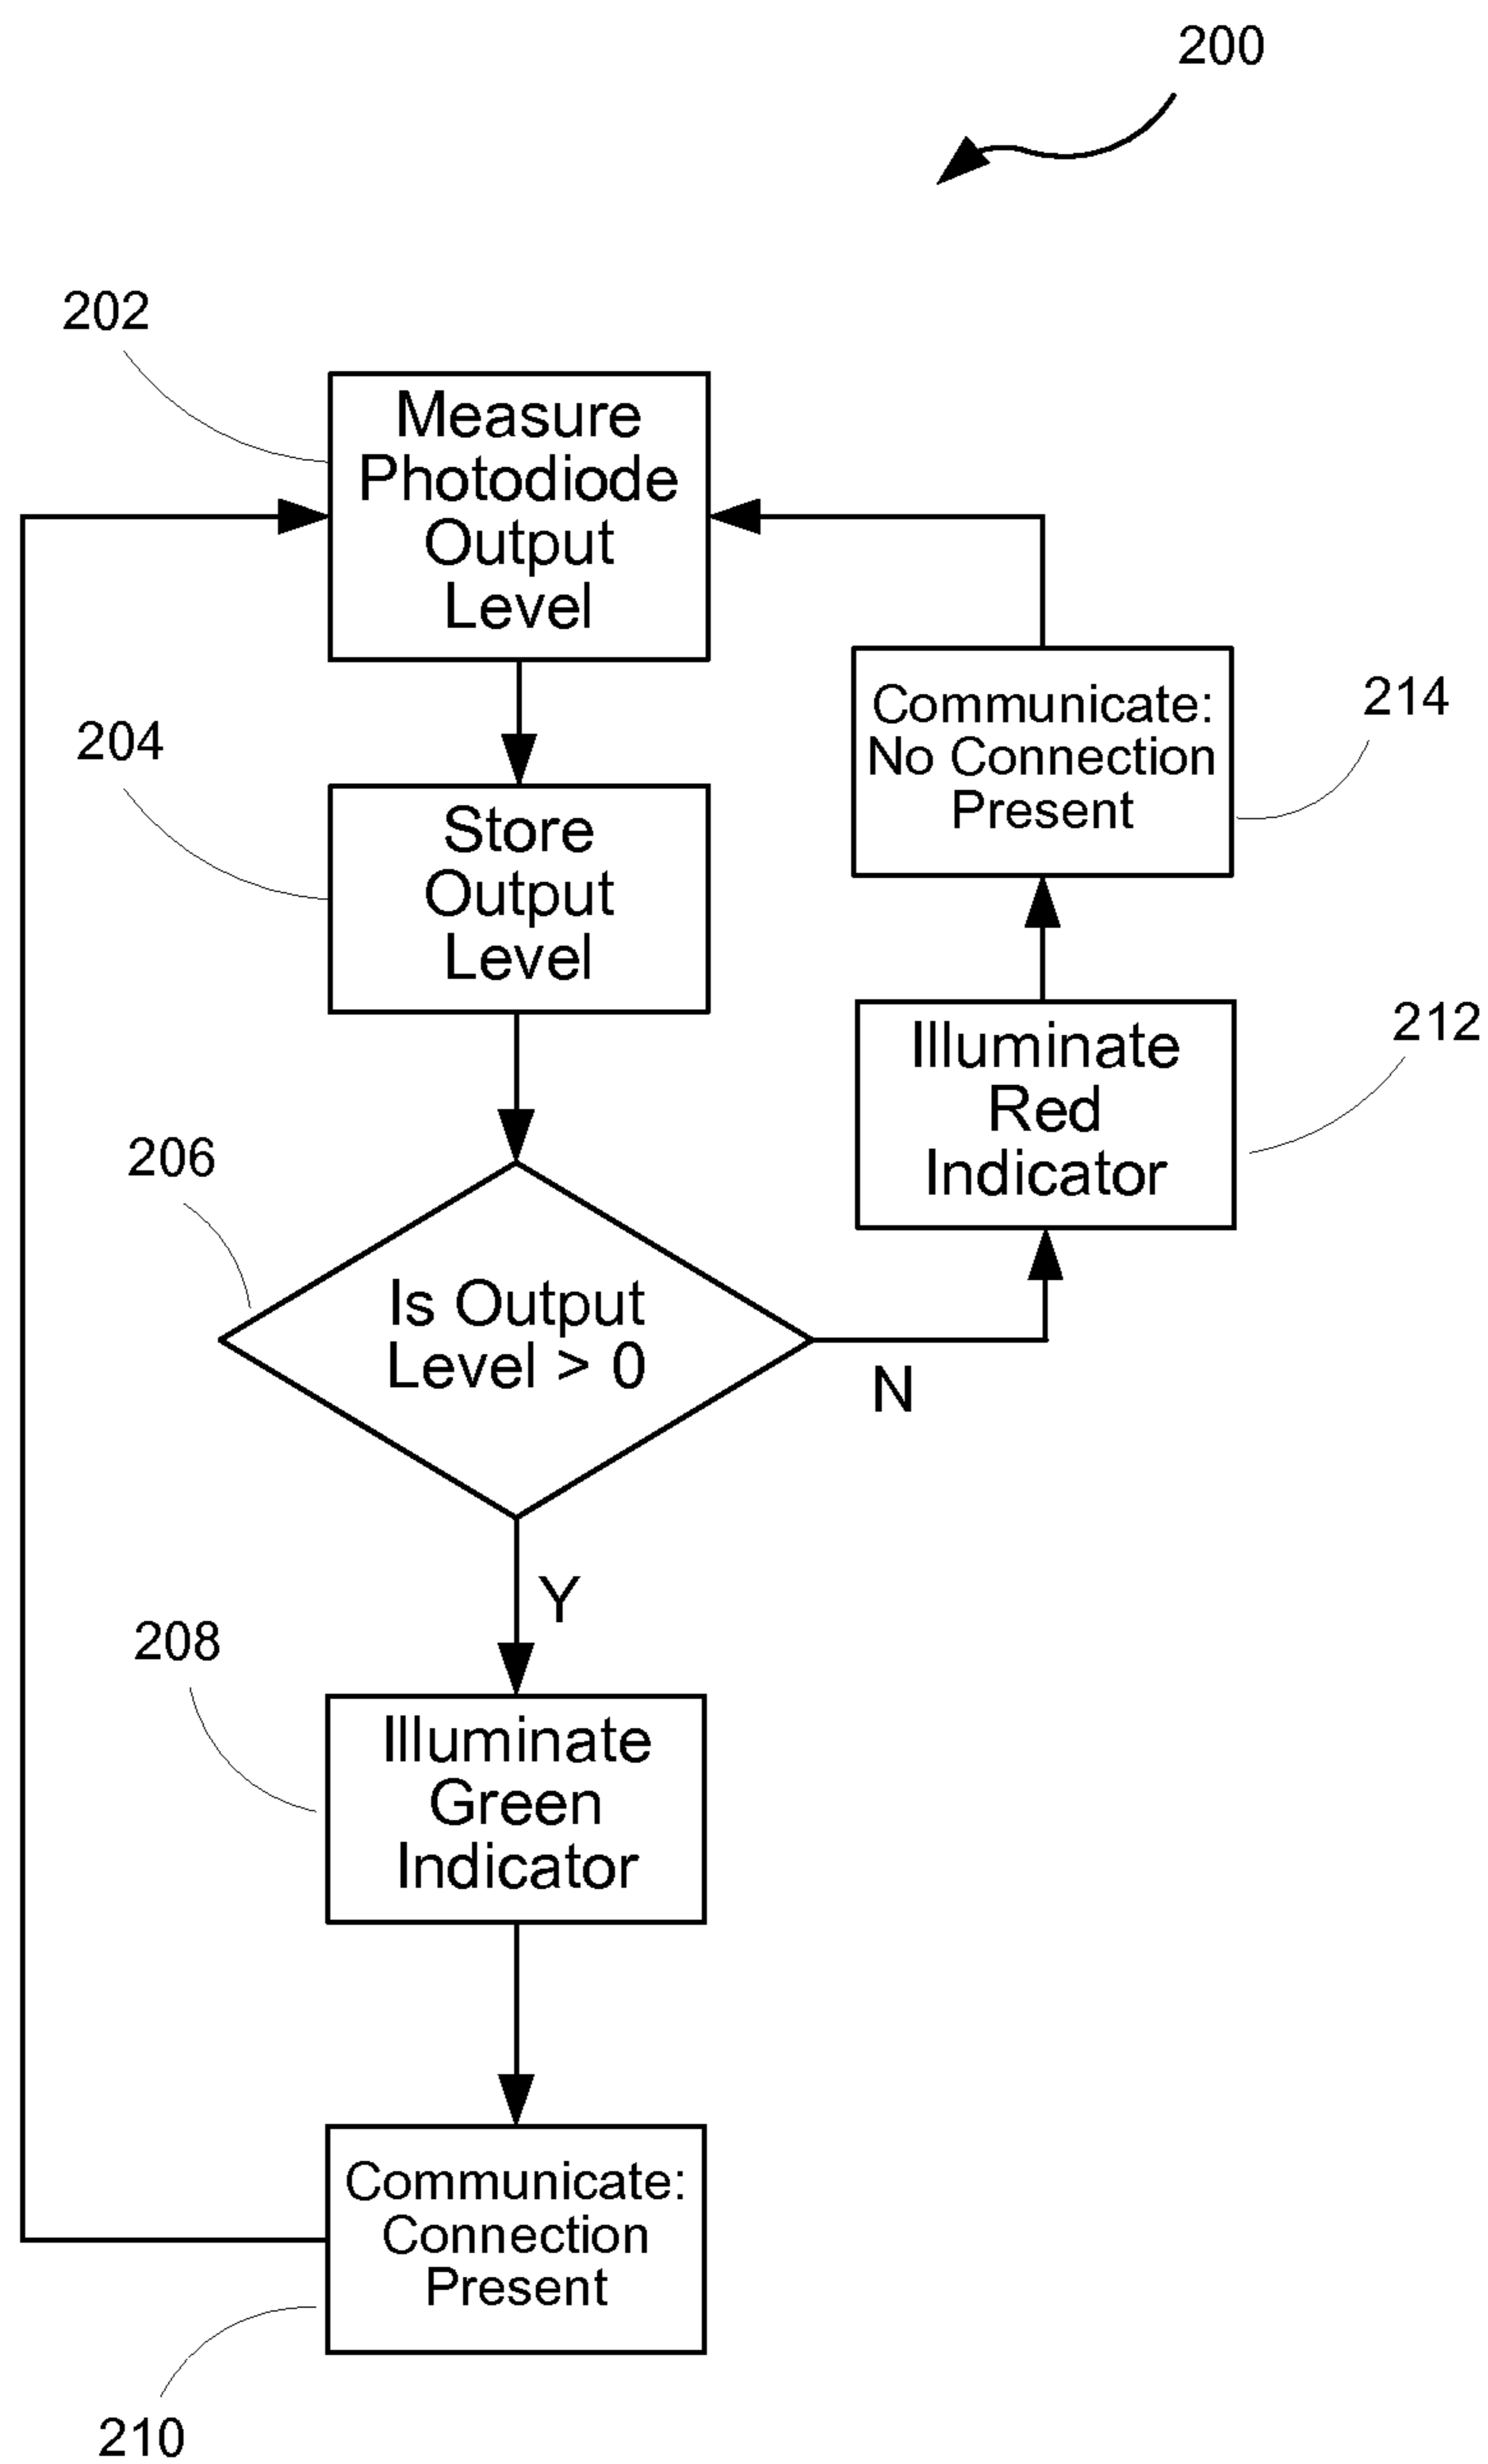 200
202
Measure
Photodiode
Output
Level
204
Store
Output
Level
214
Communicate:
No Connection
Present
212
Illuminate
Red
Indicator
206
Is Output
Level > 0
N
Y
208
Illuminate
Green
Indicator
Communicate:
Connection
Present
210